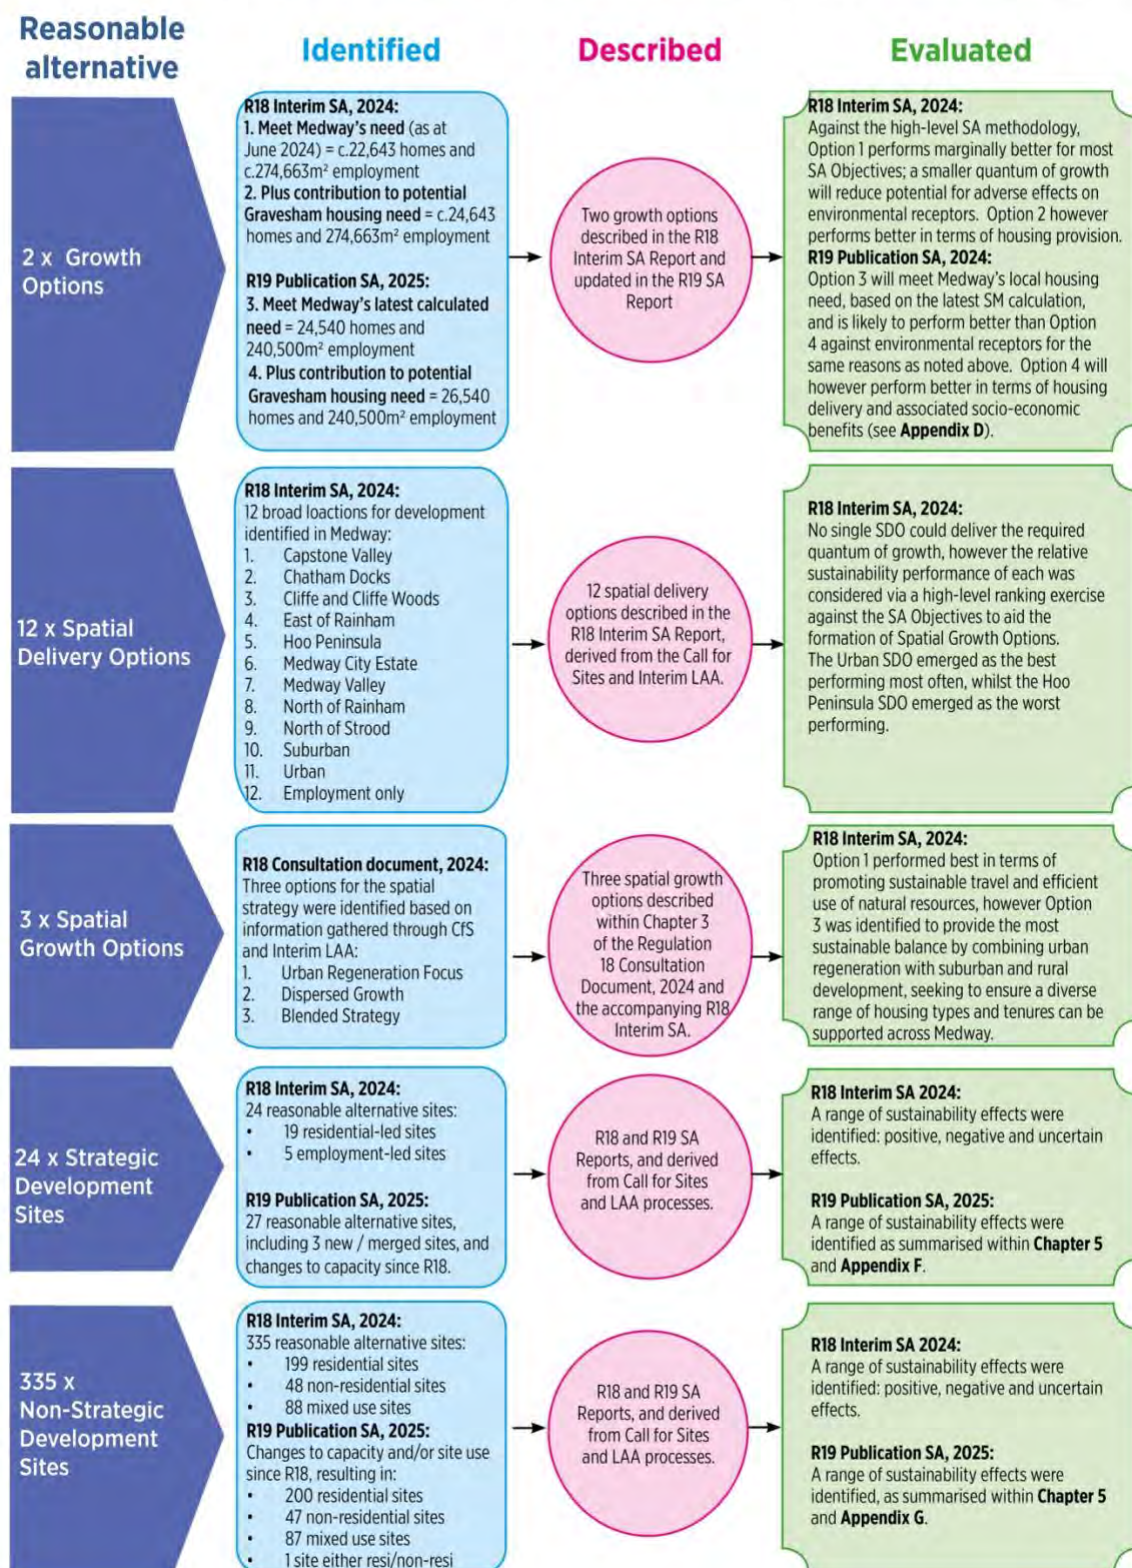 Reasonable
alternative
Identified
Described
Evaluated
2 x  Growth
Options
R18 Interim SA, 2024:
1. Meet Medway's need (as at
June 2024) = c.22,643 homes and
c.274,663m² employment
2. Plus contribution to potential
Gravesham housing need = c.24,643
homes and 274,663m² employment
R19 Publication SA, 2025:
3. Meet Medway's latest calculated
need = 24,540 homes and
240,500m² employment
4. Plus contribution to potential
Gravesham housing need = 26,540
homes and 240,500m² employment
Two growth options
described in the R18
Interim SA Report and
updated in the R19 SA
Report
R18 Interim SA, 2024:
Against the high-level SA methodology,
Option 1 performs marginally better for most
SA Objectives; a smaller quantum of growth
will reduce potential for adverse effects on
environmental receptors.  Option 2 however
performs better in terms of housing provision.
R19 Publication SA, 2024:
Option 3 will meet Medway's local housing
need, based on the latest SM calculation,
and is likely to perform better than Option
4 against environmental receptors for the
same reasons as noted above.  Option 4 will
however perform better in terms of housing
delivery and associated socio-economic
benefits (see Appendix D).
12 x Spatial
Delivery Options
R18 Interim SA, 2024:
12 broad loactions for development
identified in Medway:
1. Capstone Valley
2. Chatham Docks
3. Cliffe and Cliffe Woods
4. East of Rainham
5. Hoo Peninsula
6. Medway City Estate
7. Medway Valley
8. North of Rainham
9. North of Strood
10. Suburban
11. Urban
12. Employment only
12 spatial delivery
options described in the
R18 Interim SA Report,
derived from the Call for
Sites and Interim LAA.
R18 Interim SA, 2024:
No single SDO could deliver the required
quantum of growth, however the relative
sustainability performance of each was
considered via a high-level ranking exercise
against the SA Objectives to aid the
formation of Spatial Growth Options.
The Urban SDO emerged as the best
performing most often, whilst the Hoo
Peninsula SDO emerged as the worst
performing.
3 x Spatial
Growth Options
R18 Consultation document, 2024:
Three options for the spatial
strategy were identified based on
information gathered through CfS
and Interim LAA:
1. Urban Regeneration Focus
2. Dispersed Growth
3. Blended Strategy
Three spatial growth
options described
within Chapter 3
of the Regulation
18 Consultation
Document, 2024 and
the accompanying R18
Interim SA.
R18 Interim SA, 2024:
Option 1 performed best in terms of
promoting sustainable travel and efficient
use of natural resources, however Option
3 was identified to provide the most
sustainable balance by combining urban
regeneration with suburban and rural
development, seeking to ensure a diverse
range of housing types and tenures can be
supported across Medway.
24 x Strategic
Development
Sites
R18 Interim SA, 2024:
24 reasonable alternative sites:
• 19 residential-led sites
• 5 employment-led sites
R19 Publication SA, 2025:
27 reasonable alternative sites,
including 3 new / merged sites, and
changes to capacity since R18.
R18 and R19 SA
Reports, and derived
from Call for Sites
and LAA processes.
R18 Interim SA 2024:
A range of sustainability effects were
identified: positive, negative and uncertain
effects.
R19 Publication SA, 2025:
A range of sustainability effects were
identified as summarised within Chapter 5
and Appendix F.
335 x
Non-Strategic
Development
Sites
R18 Interim SA, 2024:
335 reasonable alternative sites:
• 199 residential sites
• 48 non-residential sites
• 88 mixed use sites
R19 Publication SA, 2025:
Changes to capacity and/or site use
since R18, resulting in:
• 200 residential sites
• 47 non-residential sites
• 87 mixed use sites
• 1 site either resi/non-resi
R18 and R19 SA
Reports, and derived
from Call for Sites
and LAA processes.
R18 Interim SA 2024:
A range of sustainability effects were
identified: positive, negative and uncertain
effects.
R19 Publication SA, 2025:
A range of sustainability effects were
identified, as summarised within Chapter 5
and Appendix G.